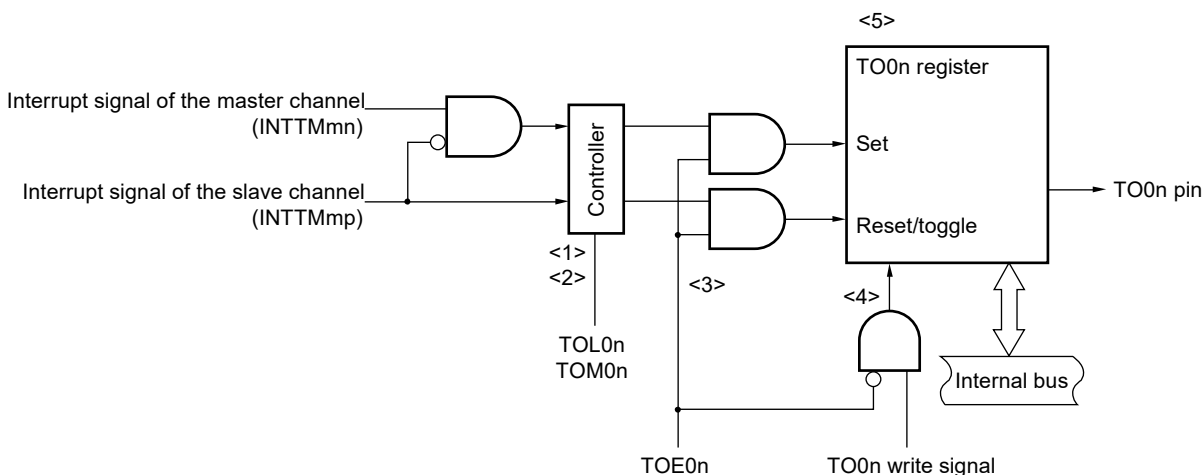 <5>
TO0n register
Interrupt signal of the master channel
(INTTMmn)
Set
Controller
TO0n pin
Interrupt signal of the slave channel
(INTTMmp)
Reset/toggle
<1>
<2>
<3>
<4>
TOL0n
TOM0n
Internal bus
TOE0n
TO0n write signal